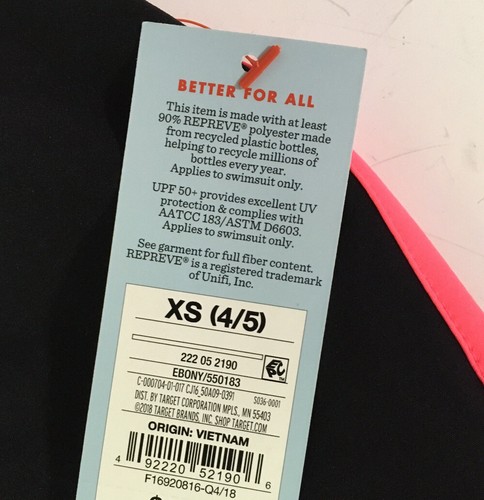 BETTER FOR ALL
This item is made with at least
90% REPREVE® polyester made
from recycled plastic bottles,
helping to recycle millions of
bottles every year.
Applies to swimsuit only.
UPF 50+ provides excellent UV
protection & complies with
AATCC 183/ASTM D6603.
Applies to swimsuit only.
See garment for full fiber content.
REPREVE® is a registered trademark
of Unifi, Inc.
XS (4/5)
222 05 2190
EBONY/550183
C-000704-01-017 CJ16_50A09-0391 S036-0001
DIST. BY TARGET CORPORATION MPLS., MN 55403
©2018 TARGET BRANDS, INC. SHOP TARGET.COM
ORIGIN: VIETNAM
4 92220 52190 6
F16920816-Q4/18